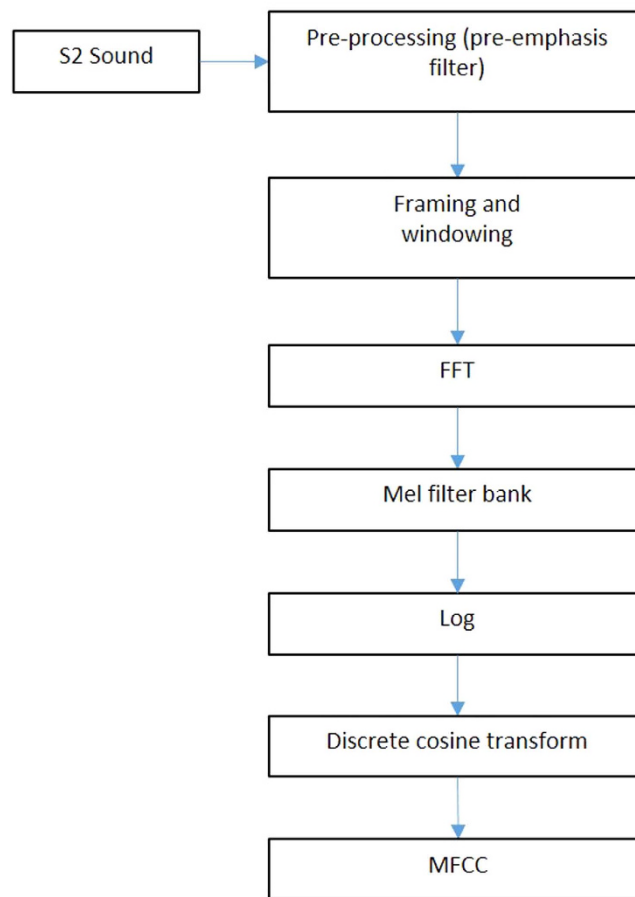 S2 Sound
Pre-processing (pre-emphasis
filter)
Framing and
windowing
FFT
Mel filter bank
Log
Discrete cosine transform
MFCC